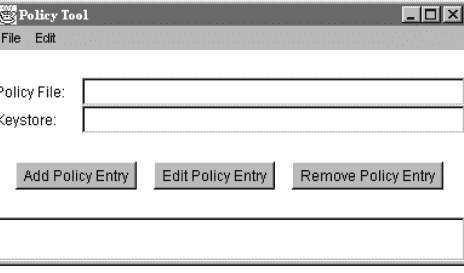 Policy Tool
File Edit
Policy File:
Keystore:
Add Policy Entry Edit Policy Entry Remove Policy Entry